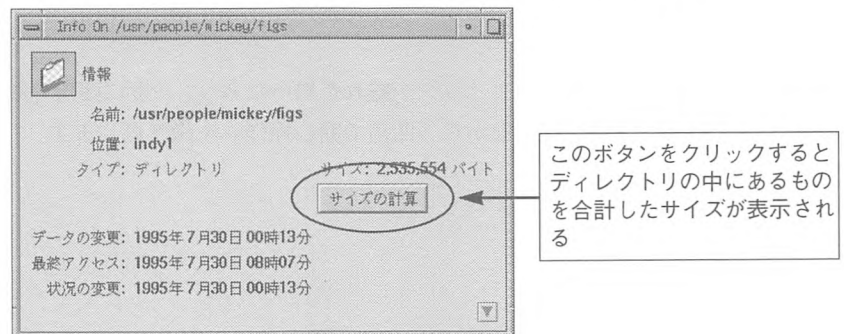 Info On /usr/people/mickey/figs
情報
名前: /usr/people/mickey/figs
位置: indy1
タイプ: ディレクトリ
サイズ: 2,535,554 バイト
サイズの計算
データの変更: 1995年7月30日 00時13分
最終アクセス: 1995年7月30日 08時07分
状況の変更: 1995年7月30日 00時13分
このボタンをクリックすると
ディレクトリの中にあるもの
を合計したサイズが表示され
る